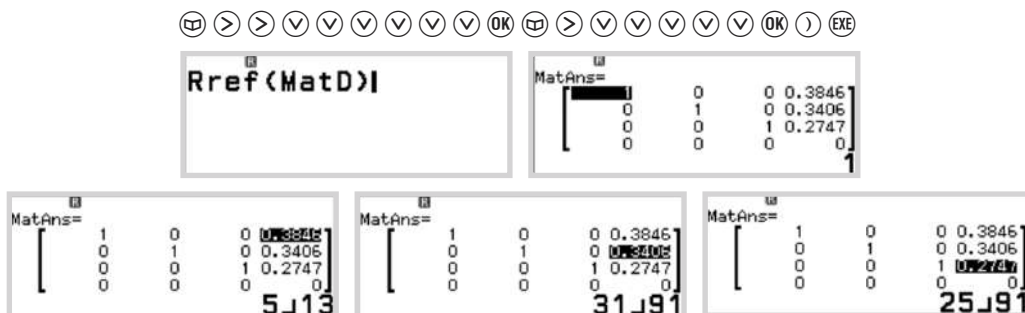 OK OK ) EXE
R
Rref(MatD)
R
MatAns=
1 0 0 0.3846
0 1 0 0.3406
0 0 1 0.2747
0 0 0 0
1
R
MatAns=
1 0 0 0.3846
0 1 0 0.3406
0 0 1 0.2747
0 0 0 0
5⌟13
R
MatAns=
1 0 0 0.3846
0 1 0 0.3406
0 0 1 0.2747
0 0 0 0
31⌟91
R
MatAns=
1 0 0 0.3846
0 1 0 0.3406
0 0 1 0.2747
0 0 0 0
25⌟91